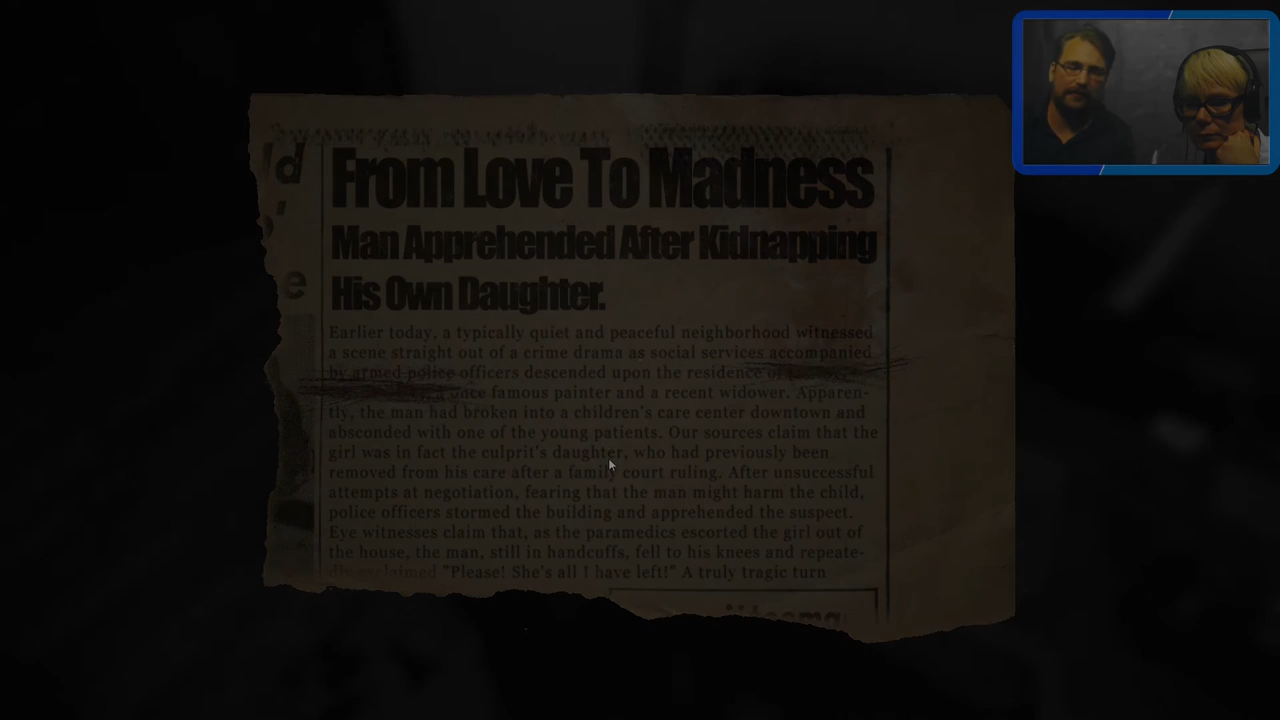 d
'
e
From Love To Madness
Man Apprehended After Kidnapping
His Own Daughter.
Earlier today, a typically quiet and peaceful neighborhood witnessed
a scene straight out of a crime drama as social services accompanied
by armed police officers descended upon the residence of
a once famous painter and a recent widower. Apparen-
tly, the man had broken into a children's care center downtown and
absconded with one of the young patients. Our sources claim that the
girl was in fact the culprit's daughter, who had previously been
removed from his care after a family court ruling. After unsuccessful
attempts at negotiation, fearing that the man might harm the child,
police officers stormed the building and apprehended the suspect.
Eye witnesses claim that, as the paramedics escorted the girl out of
the house, the man, still in handcuffs, fell to his knees and repeate-
dly exclaimed "Please! She's all I have left!" A truly tragic turn